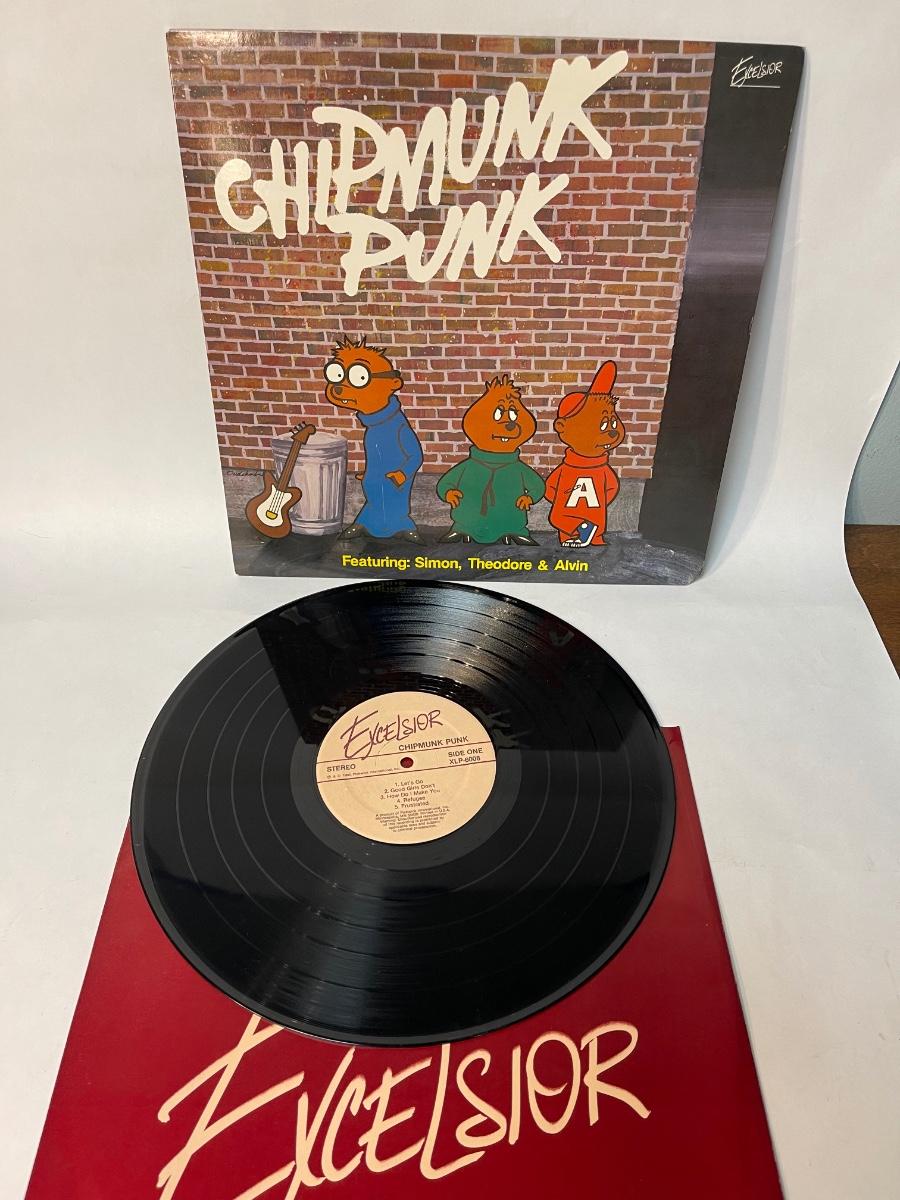 EXCELSIOR
CHIPMUNK
PUNK
A
Featuring: Simon, Theodore & Alvin
EXCELSIOR
CHIPMUNK PUNK
STEREO
SIDE ONE
XLP-6008
1. Let's Go
2. Good Girls Don't
3. How Do I Make You
4. Refugee
5. Frustrated
EXCELSIOR